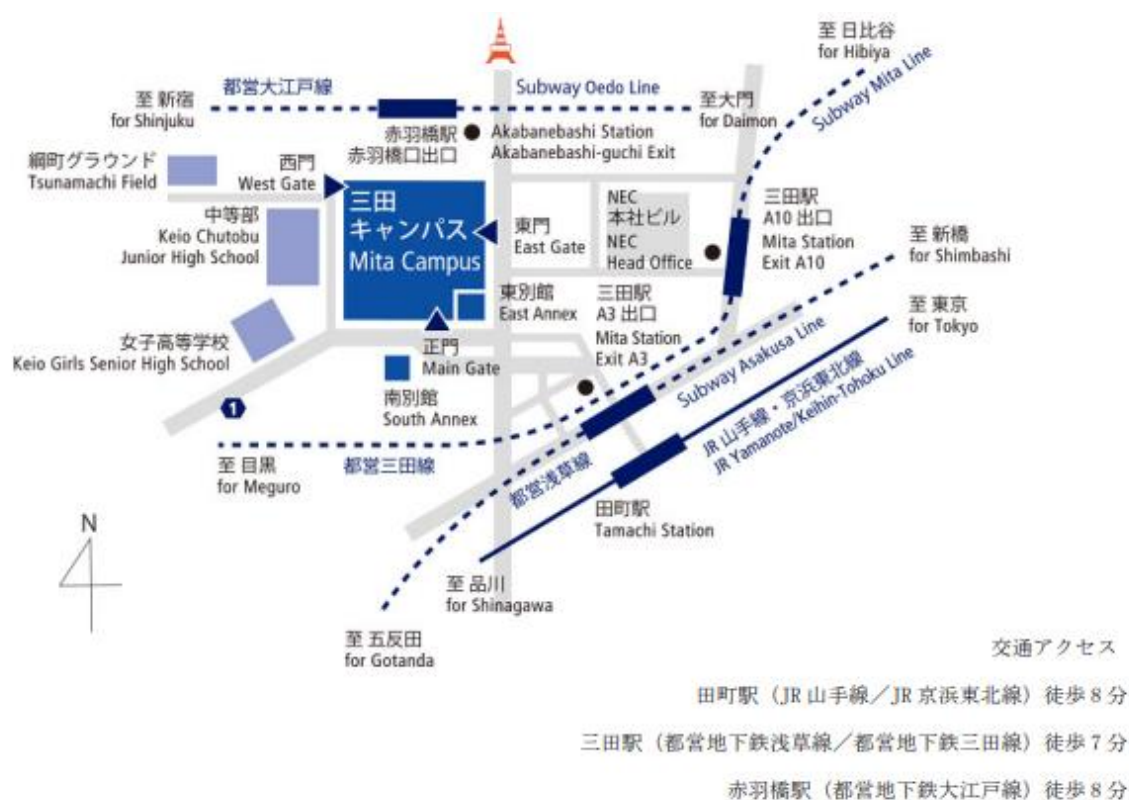 至 日比谷
for Hibiya
Subway Mita Line
都営大江戸線
Subway Oedo Line
至 新宿
for Shinjuku
至大門
for Daimon
赤羽橋駅
赤羽橋口出口
Akabanebashi Station
Akabanebashi-guchi Exit
綱町グラウンド
Tsunamachi Field
西門
West Gate
三田
キャンパス
Mita Campus
中等部
Keio Chutobu
Junior High School
東門
East Gate
NEC
本社ビル
NEC
Head Office
三田駅
A10 出口
Mita Station
Exit A10
至 新橋
for Shimbashi
東別館
East Annex
三田駅
A3 出口
Mita Station
Exit A3
至 東京
for Tokyo
女子高等学校
Keio Girls Senior High School
正門
Main Gate
南別館
South Annex
1
Subway Asakusa Line
JR 山手線・京浜東北線
JR Yamanote/Keihin-Tohoku Line
至 目黒
for Meguro
都営三田線
都営浅草線
田町駅
Tamachi Station
N
至 品川
for Shinagawa
至 五反田
for Gotanda
交通アクセス
田町駅（JR 山手線／JR 京浜東北線）徒歩 8 分
三田駅（都営地下鉄浅草線／都営地下鉄三田線）徒歩 7 分
赤羽橋駅（都営地下鉄大江戸線）徒歩 8 分